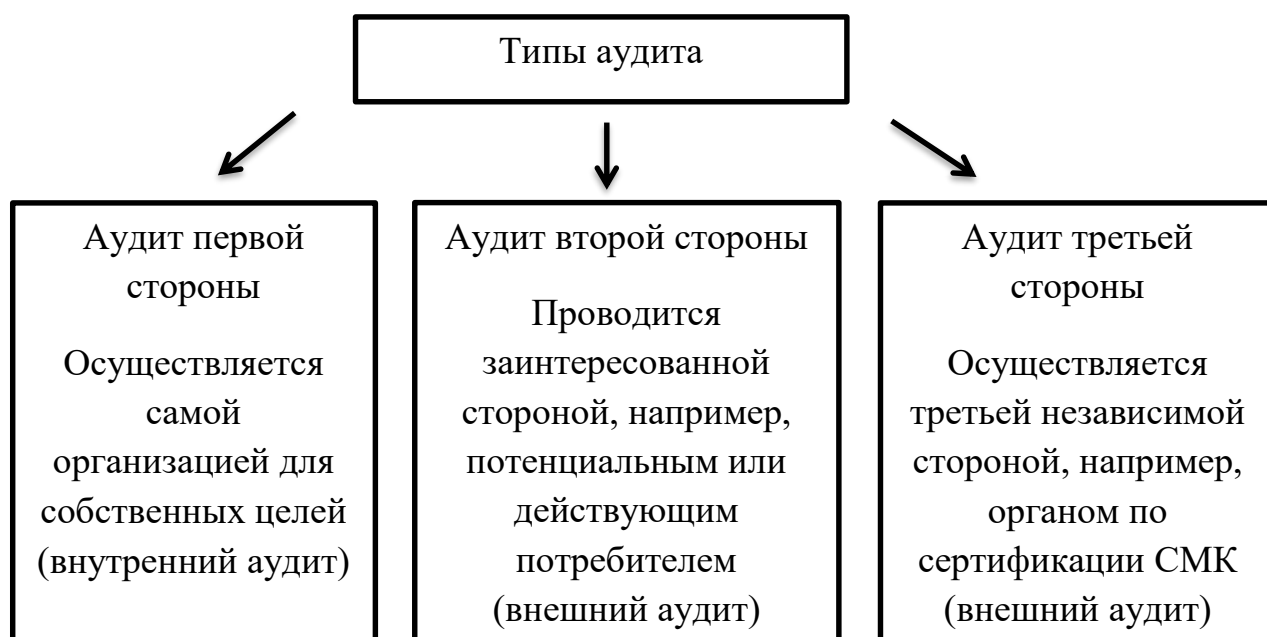 Типы аудита
Аудит первой
стороны
Осуществляется
самой
организацией для
собственных целей
(внутренний аудит)
Аудит второй стороны
Проводится
заинтересованной
стороной, например,
потенциальным или
действующим
потребителем
(внешний аудит)
Аудит третьей
стороны
Осуществляется
третьей независимой
стороной, например,
органом по
сертификации СМК
(внешний аудит)